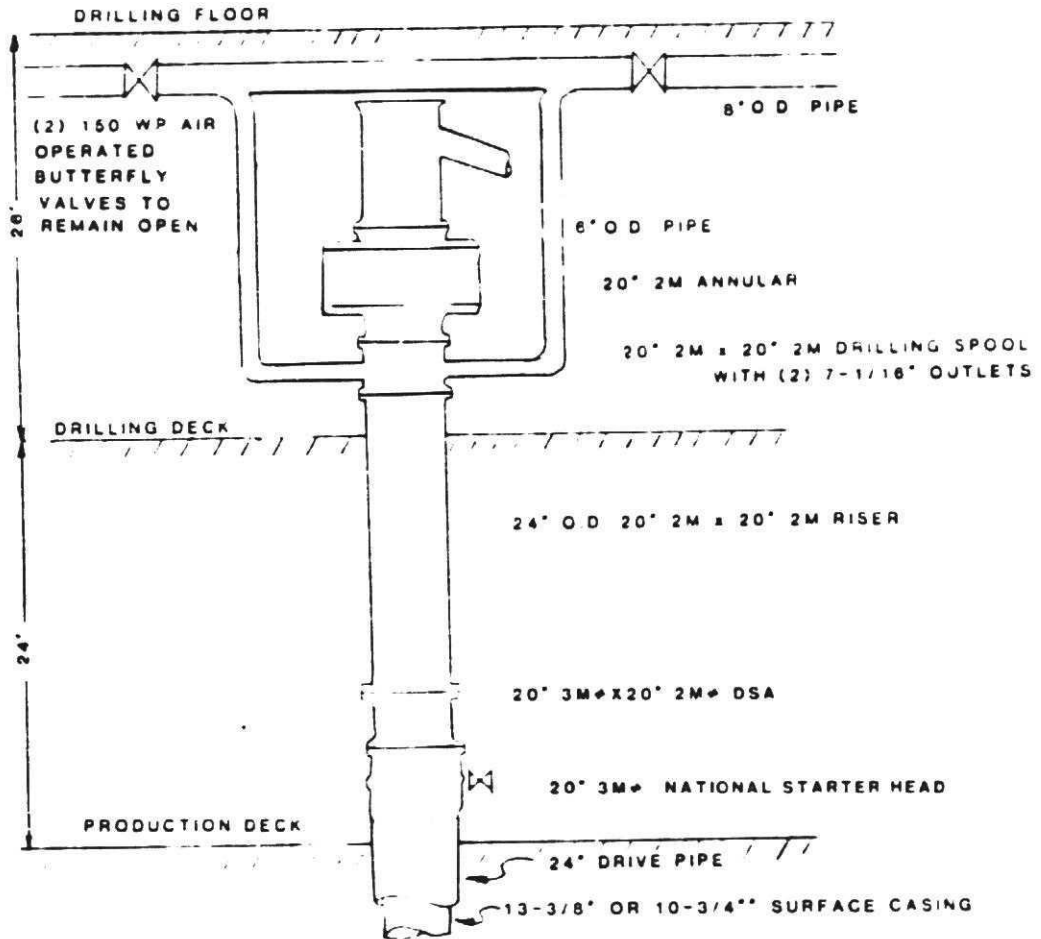 DRILLING FLOOR
8" O.D PIPE
(2) 150 WP AIR
OPERATED
BUTTERFLY
VALVES TO
REMAIN OPEN
26'
6" O.D PIPE
20" 2M ANNULAR
20" 2M x 20" 2M DRILLING SPOOL
WITH (2) 7-1/16" OUTLETS
DRILLING DECK
24" O.D 20" 2M x 20" 2M RISER
24'
20" 3M# X 20" 2M# DSA
20" 3M# NATIONAL STARTER HEAD
PRODUCTION DECK
24" DRIVE PIPE
13-3/8" OR 10-3/4"" SURFACE CASING